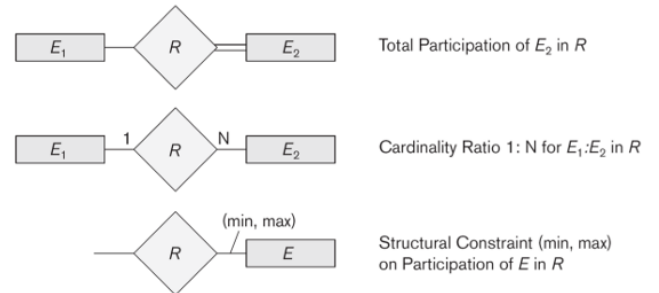 E₁ R E₂ Total Participation of E₂ in R
1 N
E₁ R E₂ Cardinality Ratio 1: N for E₁:E₂ in R
(min, max)
R E Structural Constraint (min, max)
on Participation of E in R